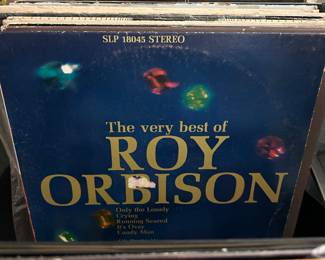 SLP 18045 STEREO
The very best of
ROY
ORBISON
Only the Lonely
Crying
Running Scared
It's Over
Candy Man